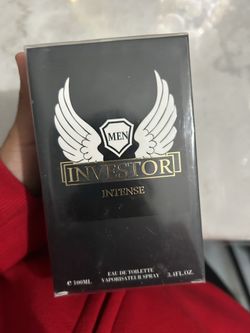 MEN
INVESTOR
INTENSE
EAU DE TOILETTE
℮ 100ML VAPORISATEUR SPRAY 3.4FL.OZ.